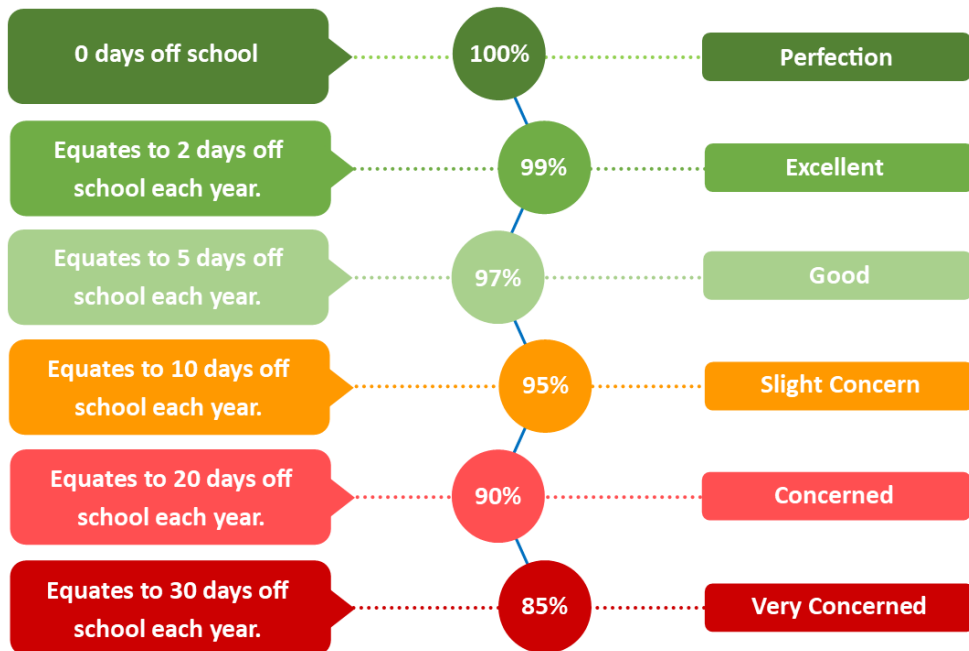 0 days off school
100%
Perfection
Equates to 2 days off
school each year.
99%
Excellent
Equates to 5 days off
school each year.
97%
Good
Equates to 10 days off
school each year.
95%
Slight Concern
Equates to 20 days off
school each year.
90%
Concerned
Equates to 30 days off
school each year.
85%
Very Concerned